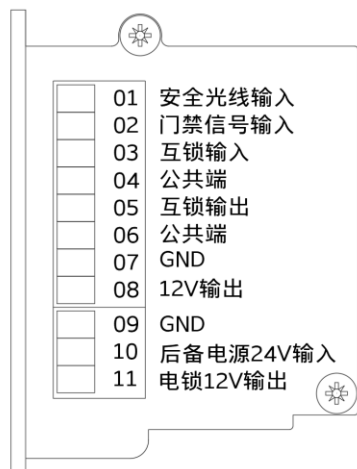 01 安全光线输入
02 门禁信号输入
03 互锁输入
04 公共端
05 互锁输出
06 公共端
07 GND
08 12V输出
09 GND
10 后备电源24V输入
11 电锁12V输出